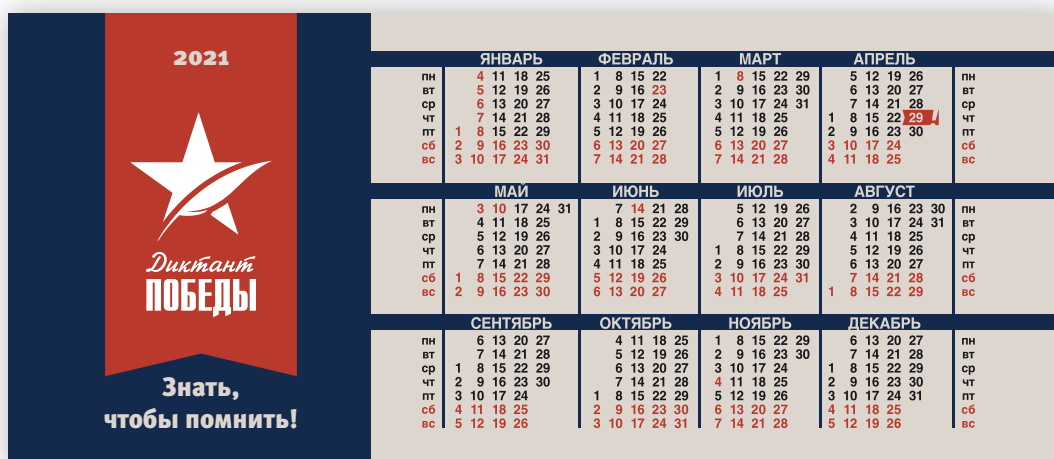 2021
Диктант
ПОБЕДЫ
Знать,
чтобы помнить!
ЯНВАРЬ ФЕВРАЛЬ МАРТ АПРЕЛЬ
пн 4 11 18 25 1 8 15 22 1 8 15 22 29 5 12 19 26 пн
вт 5 12 19 26 2 9 16 23 2 9 16 23 30 6 13 20 27 вт
ср 6 13 20 27 3 10 17 24 3 10 17 24 31 7 14 21 28 ср
чт 7 14 21 28 4 11 18 25 4 11 18 25 1 8 15 22 29 чт
пт 1 8 15 22 29 5 12 19 26 5 12 19 26 2 9 16 23 30 пт
сб 2 9 16 23 30 6 13 20 27 6 13 20 27 3 10 17 24 сб
вс 3 10 17 24 31 7 14 21 28 7 14 21 28 4 11 18 25 вс
МАЙ ИЮНЬ ИЮЛЬ АВГУСТ
пн 3 10 17 24 31 7 14 21 28 5 12 19 26 2 9 16 23 30 пн
вт 4 11 18 25 1 8 15 22 29 6 13 20 27 3 10 17 24 31 вт
ср 5 12 19 26 2 9 16 23 30 7 14 21 28 4 11 18 25 ср
чт 6 13 20 27 3 10 17 24 1 8 15 22 29 5 12 19 26 чт
пт 7 14 21 28 4 11 18 25 2 9 16 23 30 6 13 20 27 пт
сб 1 8 15 22 29 5 12 19 26 3 10 17 24 31 7 14 21 28 сб
вс 2 9 16 23 30 6 13 20 27 4 11 18 25 1 8 15 22 29 вс
СЕНТЯБРЬ ОКТЯБРЬ НОЯБРЬ ДЕКАБРЬ
пн 6 13 20 27 4 11 18 25 1 8 15 22 29 6 13 20 27 пн
вт 7 14 21 28 5 12 19 26 2 9 16 23 30 7 14 21 28 вт
ср 1 8 15 22 29 6 13 20 27 3 10 17 24 1 8 15 22 29 ср
чт 2 9 16 23 30 7 14 21 28 4 11 18 25 2 9 16 23 30 чт
пт 3 10 17 24 1 8 15 22 29 5 12 19 26 3 10 17 24 31 пт
сб 4 11 18 25 2 9 16 23 30 6 13 20 27 4 11 18 25 сб
вс 5 12 19 26 3 10 17 24 31 7 14 21 28 5 12 19 26 вс